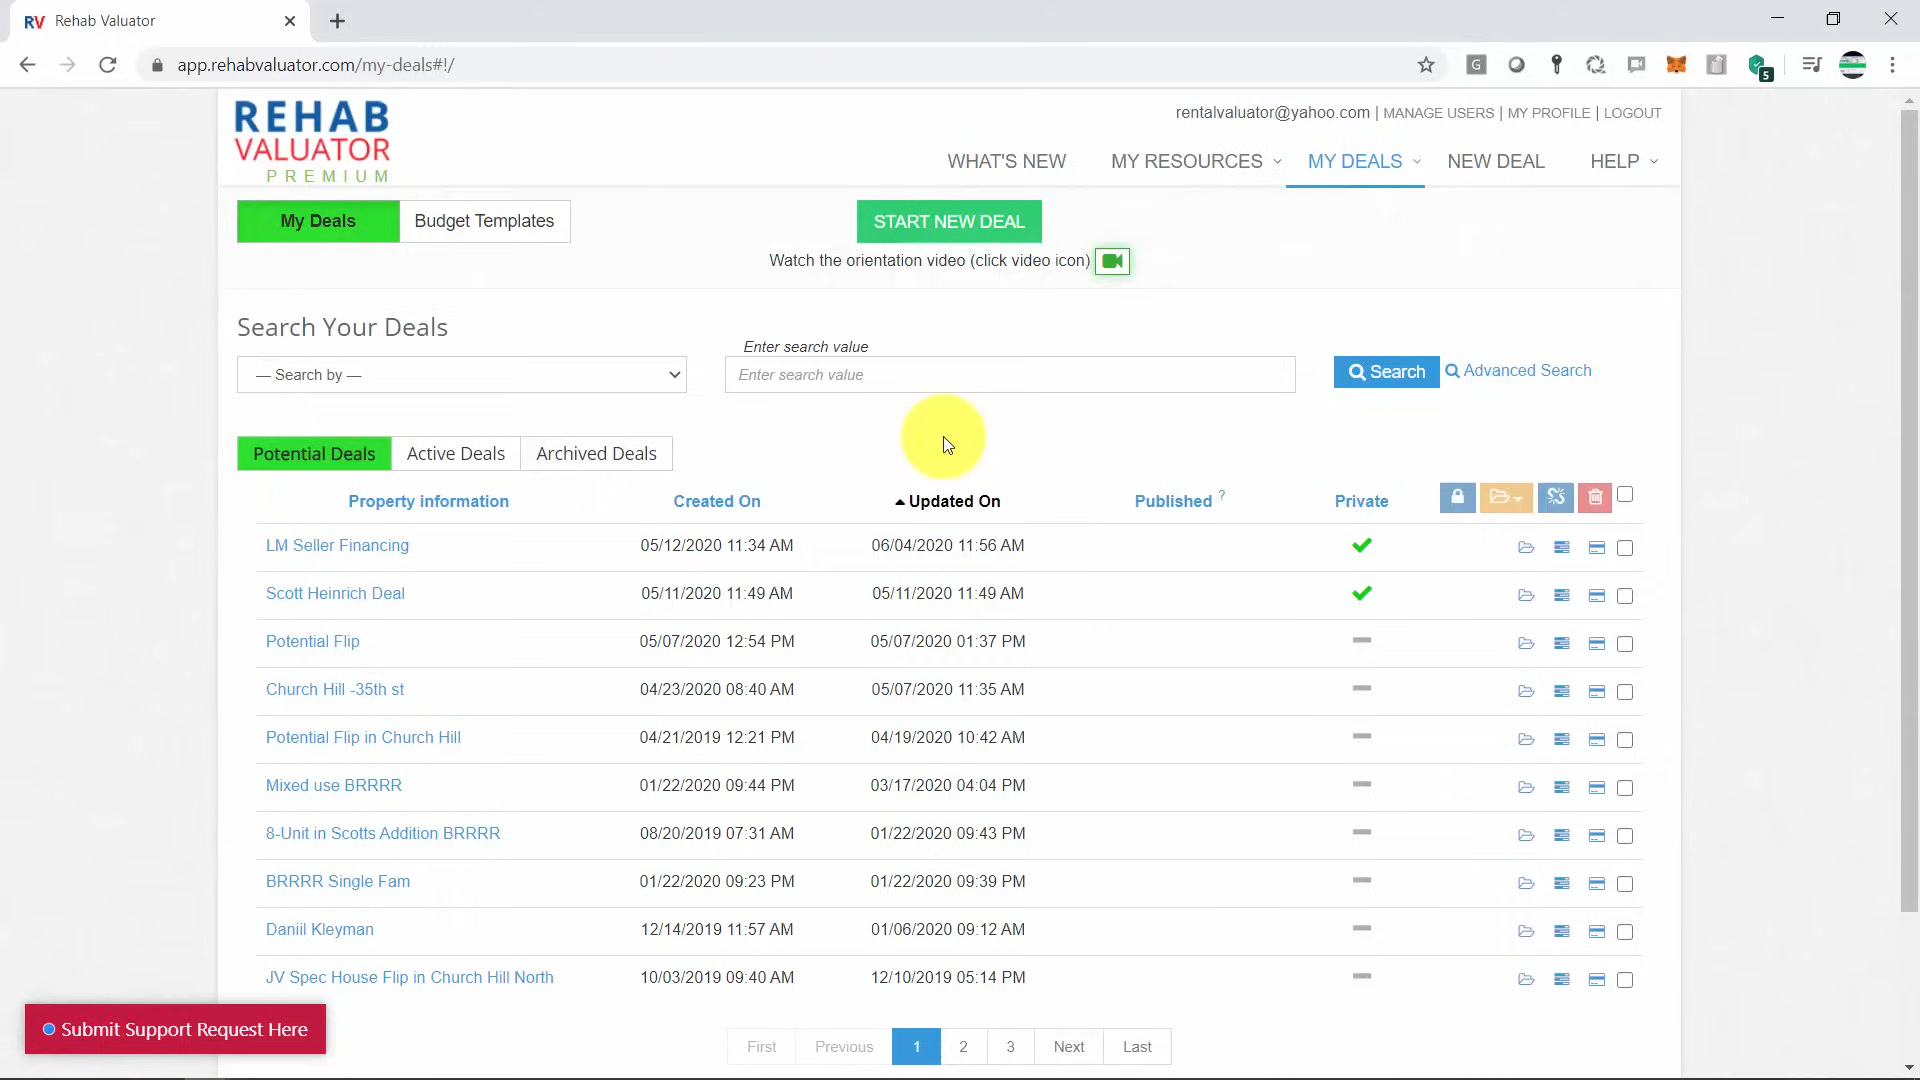 RV Rehab Valuator
app.rehabvaluator.com/my-deals#!/
G
5
REHAB
VALUATOR
PREMIUM
rentalvaluator@yahoo.com | MANAGE USERS | MY PROFILE | LOGOUT
WHAT'S NEW MY RESOURCES MY DEALS NEW DEAL HELP
My Deals Budget Templates START NEW DEAL
Watch the orientation video (click video icon)
Search Your Deals
Enter search value
— Search by — Enter search value Search Advanced Search
Potential Deals Active Deals Archived Deals
Property information Created On Updated On Published ? Private
LM Seller Financing 05/12/2020 11:34 AM 06/04/2020 11:56 AM
Scott Heinrich Deal 05/11/2020 11:49 AM 05/11/2020 11:49 AM
Potential Flip 05/07/2020 12:54 PM 05/07/2020 01:37 PM
Church Hill -35th st 04/23/2020 08:40 AM 05/07/2020 11:35 AM
Potential Flip in Church Hill 04/21/2019 12:21 PM 04/19/2020 10:42 AM
Mixed use BRRRR 01/22/2020 09:44 PM 03/17/2020 04:04 PM
8-Unit in Scotts Addition BRRRR 08/20/2019 07:31 AM 01/22/2020 09:43 PM
BRRRR Single Fam 01/22/2020 09:23 PM 01/22/2020 09:39 PM
Daniil Kleyman 12/14/2019 11:57 AM 01/06/2020 09:12 AM
JV Spec House Flip in Church Hill North 10/03/2019 09:40 AM 12/10/2019 05:14 PM
Submit Support Request Here
First Previous 1 2 3 Next Last